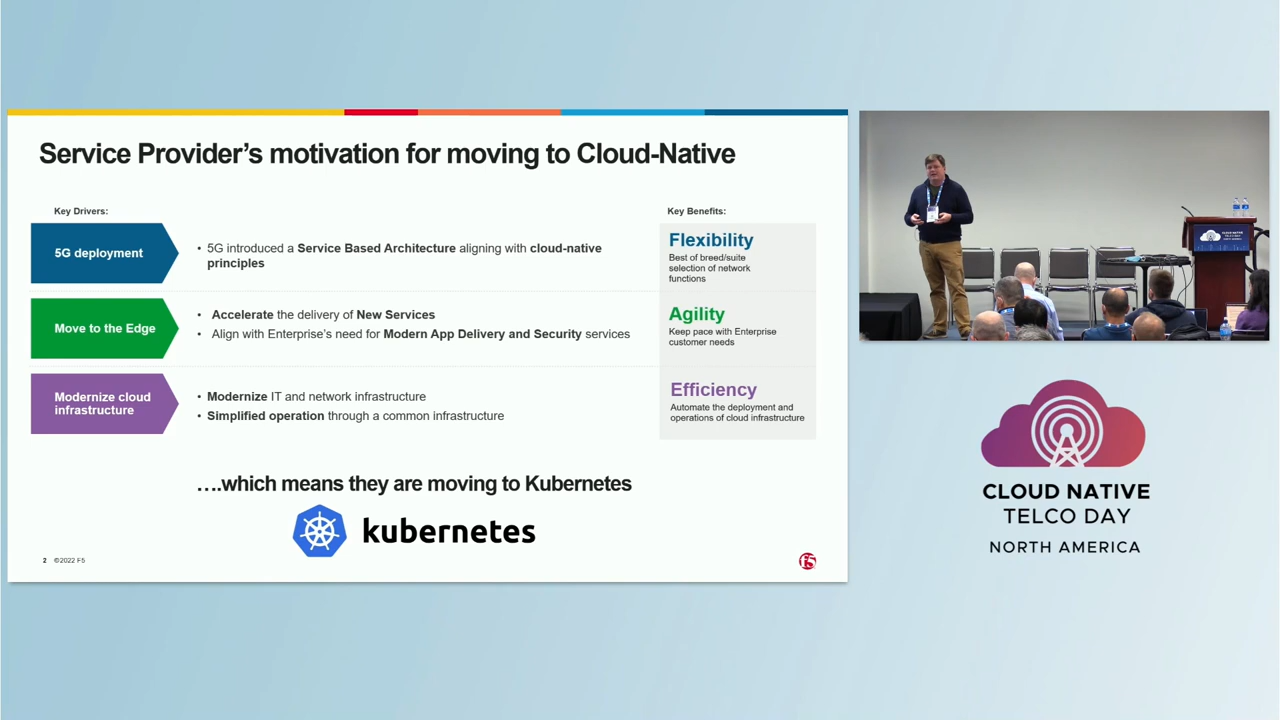 Service Provider's motivation for moving to Cloud-Native
Key Drivers:
Key Benefits:
5G deployment
• 5G introduced a Service Based Architecture aligning with cloud-native
principles
Flexibility
Best of breed/suite
selection of network
functions
Move to the Edge
• Accelerate the delivery of New Services
• Align with Enterprise's need for Modern App Delivery and Security services
Agility
Keep pace with Enterprise
customer needs
Modernize cloud
infrastructure
• Modernize IT and network infrastructure
• Simplified operation through a common infrastructure
Efficiency
Automate the deployment and
operations of cloud infrastructure
….which means they are moving to Kubernetes
kubernetes
2 ©2022 F5
f5
CLOUD NATIVE
TELCO DAY
CLOUD NATIVE
TELCO DAY
NORTH AMERICA